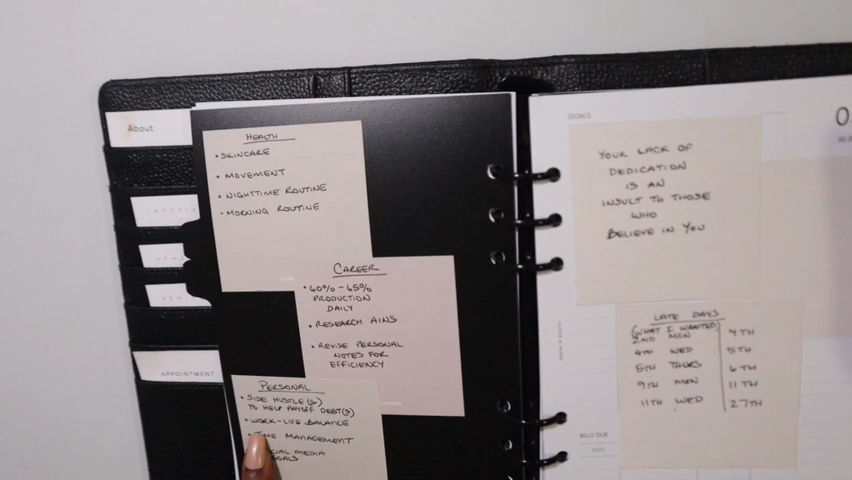 About
APPOINTMENT
HEALTH
• SKINCARE
• MOVEMENT
• NIGHTTIME ROUTINE
• MORNING ROUTINE
CAREER
• 60% - 65%
PRODUCTION
DAILY
• RESEARCH AINS
• REVISE PERSONAL
NOTES FOR
EFFICIENCY
PERSONAL
• SIDE HUSTLE(S)
TO HELP PAYOFF DEBT(S)
• WORK-LIFE BALANCE
• TIME MANAGEMENT
MEDIA
GOALS
YOUR LACK OF
DEDICATION
IS AN
INSULT TO THOSE
WHO
BELIEVE IN YOU
LATE DAYS
(WHAT I WANTED)
2ND MON 4TH
4TH WED 5TH
5TH THURS 6TH
9TH MON 11TH
11TH WED 27TH
BILLS DUE
DATE